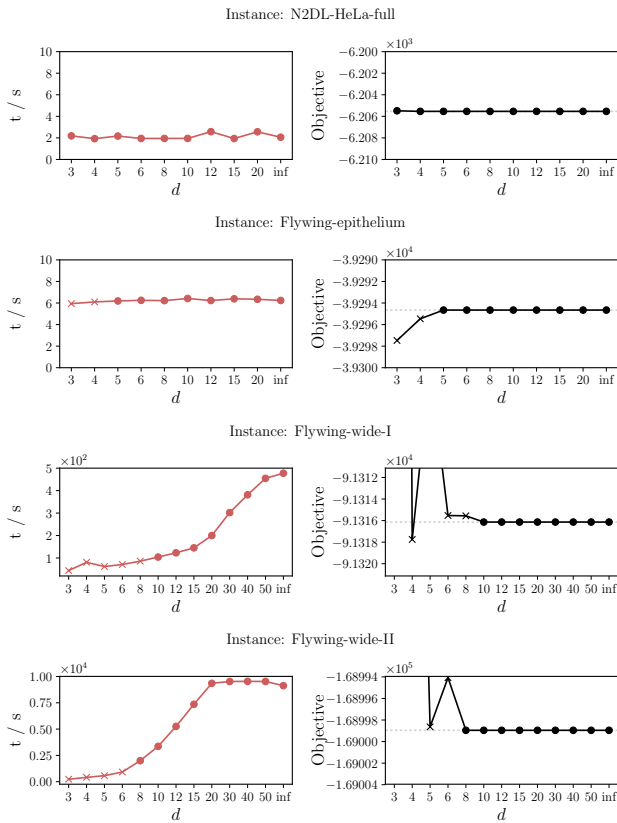 Instance: N2DL-HeLa-full
t / s
10
8
6
4
2
0
3 4 5 6 8 10 12 15 20 inf
d
×10³
Objective
−6.200
−6.202
−6.204
−6.206
−6.208
−6.210
3 4 5 6 8 10 12 15 20 inf
d
Instance: Flywing-epithelium
t / s
10
8
6
4
2
0
3 4 5 6 8 10 12 15 20 inf
d
×10⁴
Objective
−3.9290
−3.9292
−3.9294
−3.9296
−3.9298
−3.9300
3 4 5 6 8 10 12 15 20 inf
d
Instance: Flywing-wide-I
×10²
t / s
5
4
3
2
1
3 4 5 6 8 10 12 15 20 30 40 50 inf
d
×10⁴
Objective
−9.1312
−9.1314
−9.1316
−9.1318
−9.1320
3 4 5 6 8 10 12 15 20 30 40 50 inf
d
Instance: Flywing-wide-II
×10⁴
t / s
1.00
0.75
0.50
0.25
0.00
3 4 5 6 8 10 12 15 20 30 40 50 inf
d
×10⁵
Objective
−1.68994
−1.68996
−1.68998
−1.69000
−1.69002
−1.69004
3 4 5 6 8 10 12 15 20 30 40 50 inf
d